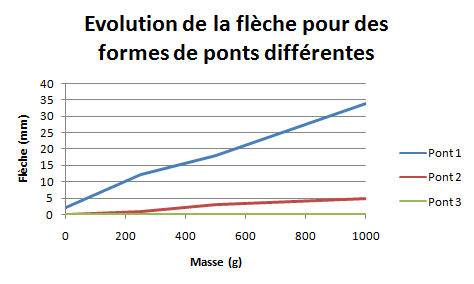 Evolution de la flèche pour des
formes de ponts différentes
Flèche (mm)
40
35
30
25
20
15
10
5
0
0
200
400
600
800
1000
Masse (g)
Pont 1
Pont 2
Pont 3